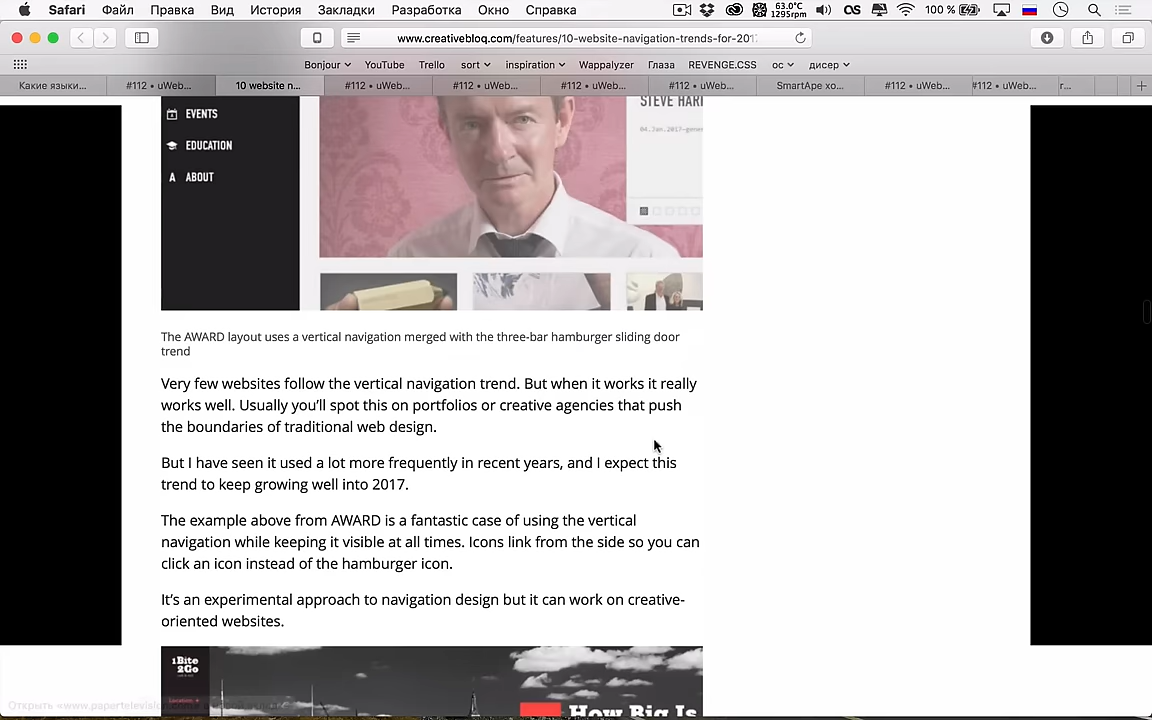 Safari Файл Правка Вид История Закладки Разработка Окно Справка 63.0°C 1295rpm 100 %
www.creativebloq.com/features/10-website-navigation-trends-for-201
Bonjour YouTube Trello sort inspiration Wappalyzer Глаза REVENGE.CSS ос дисер
Какие языки... #112 • uWeb... 10 website n... #112 • uWeb... #112 • uWeb... #112 • uWeb... #112 • uWeb... SmartApe хо... #112 • uWeb... #112 • uWeb...
EVENTS
EDUCATION
A ABOUT
The AWARD layout uses a vertical navigation merged with the three-bar hamburger sliding door
trend
Very few websites follow the vertical navigation trend. But when it works it really
works well. Usually you’ll spot this on portfolios or creative agencies that push
the boundaries of traditional web design.
But I have seen it used a lot more frequently in recent years, and I expect this
trend to keep growing well into 2017.
The example above from AWARD is a fantastic case of using the vertical
navigation while keeping it visible at all times. Icons link from the side so you can
click an icon instead of the hamburger icon.
It’s an experimental approach to navigation design but it can work on creative-
oriented websites.
1Bite
2Go
How Big Is